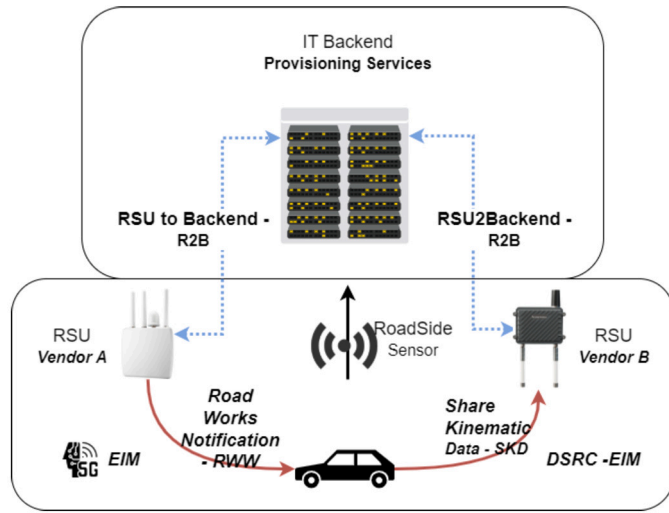 IT Backend
Provisioning Services
RSU to Backend -
R2B
RSU2Backend -
R2B
RSU
Vendor A
RoadSide
Sensor
RSU
Vendor B
Road
Works
Notification
- RWW
Share
Kinematic
Data - SKD
5G
EIM
DSRC -EIM